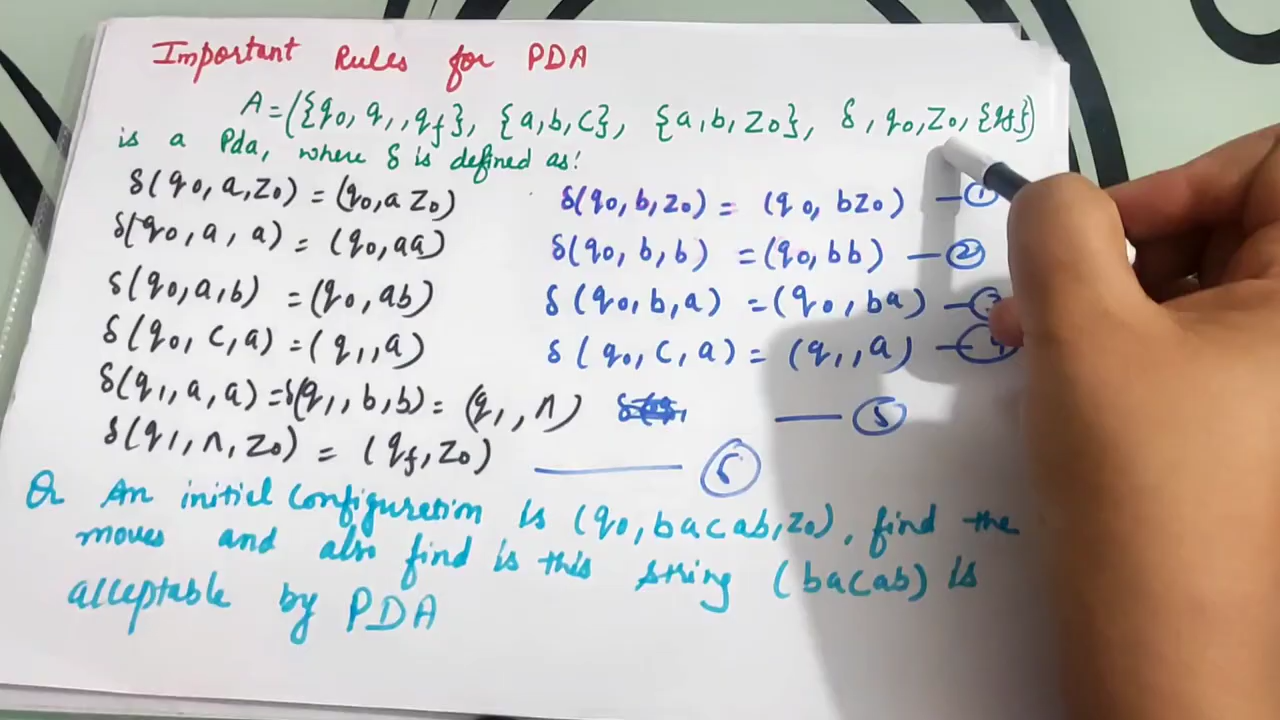 Important Rules for PDA
A = ({q0, q1, qf}, {a, b, c}, {a, b, Z0}, δ, q0, Z0, {qf})
is a Pda, where δ is defined as:
δ(q0, a, Z0) = (q0, a Z0) δ(q0, b, z0) = (q0, bz0) — ①
δ(q0, a, a) = (q0, aa) δ(q0, b, b) = (q0, bb) — ②
δ(q0, a, b) = (q0, ab) δ(q0, b, a) = (q0, ba) — ③
δ(q0, c, a) = (q1, a) δ(q0, c, a) = (q1, a) — ④
δ(q1, a, a) = δ(q1, b, b) = (q1, Λ) — ⑤
δ(q1, Λ, Z0) = (qf, Z0) — ⑥
Q An initial configuration is (q0, bacab, z0), find the
moves and also find is this string (bacab) is
acceptable by PDA